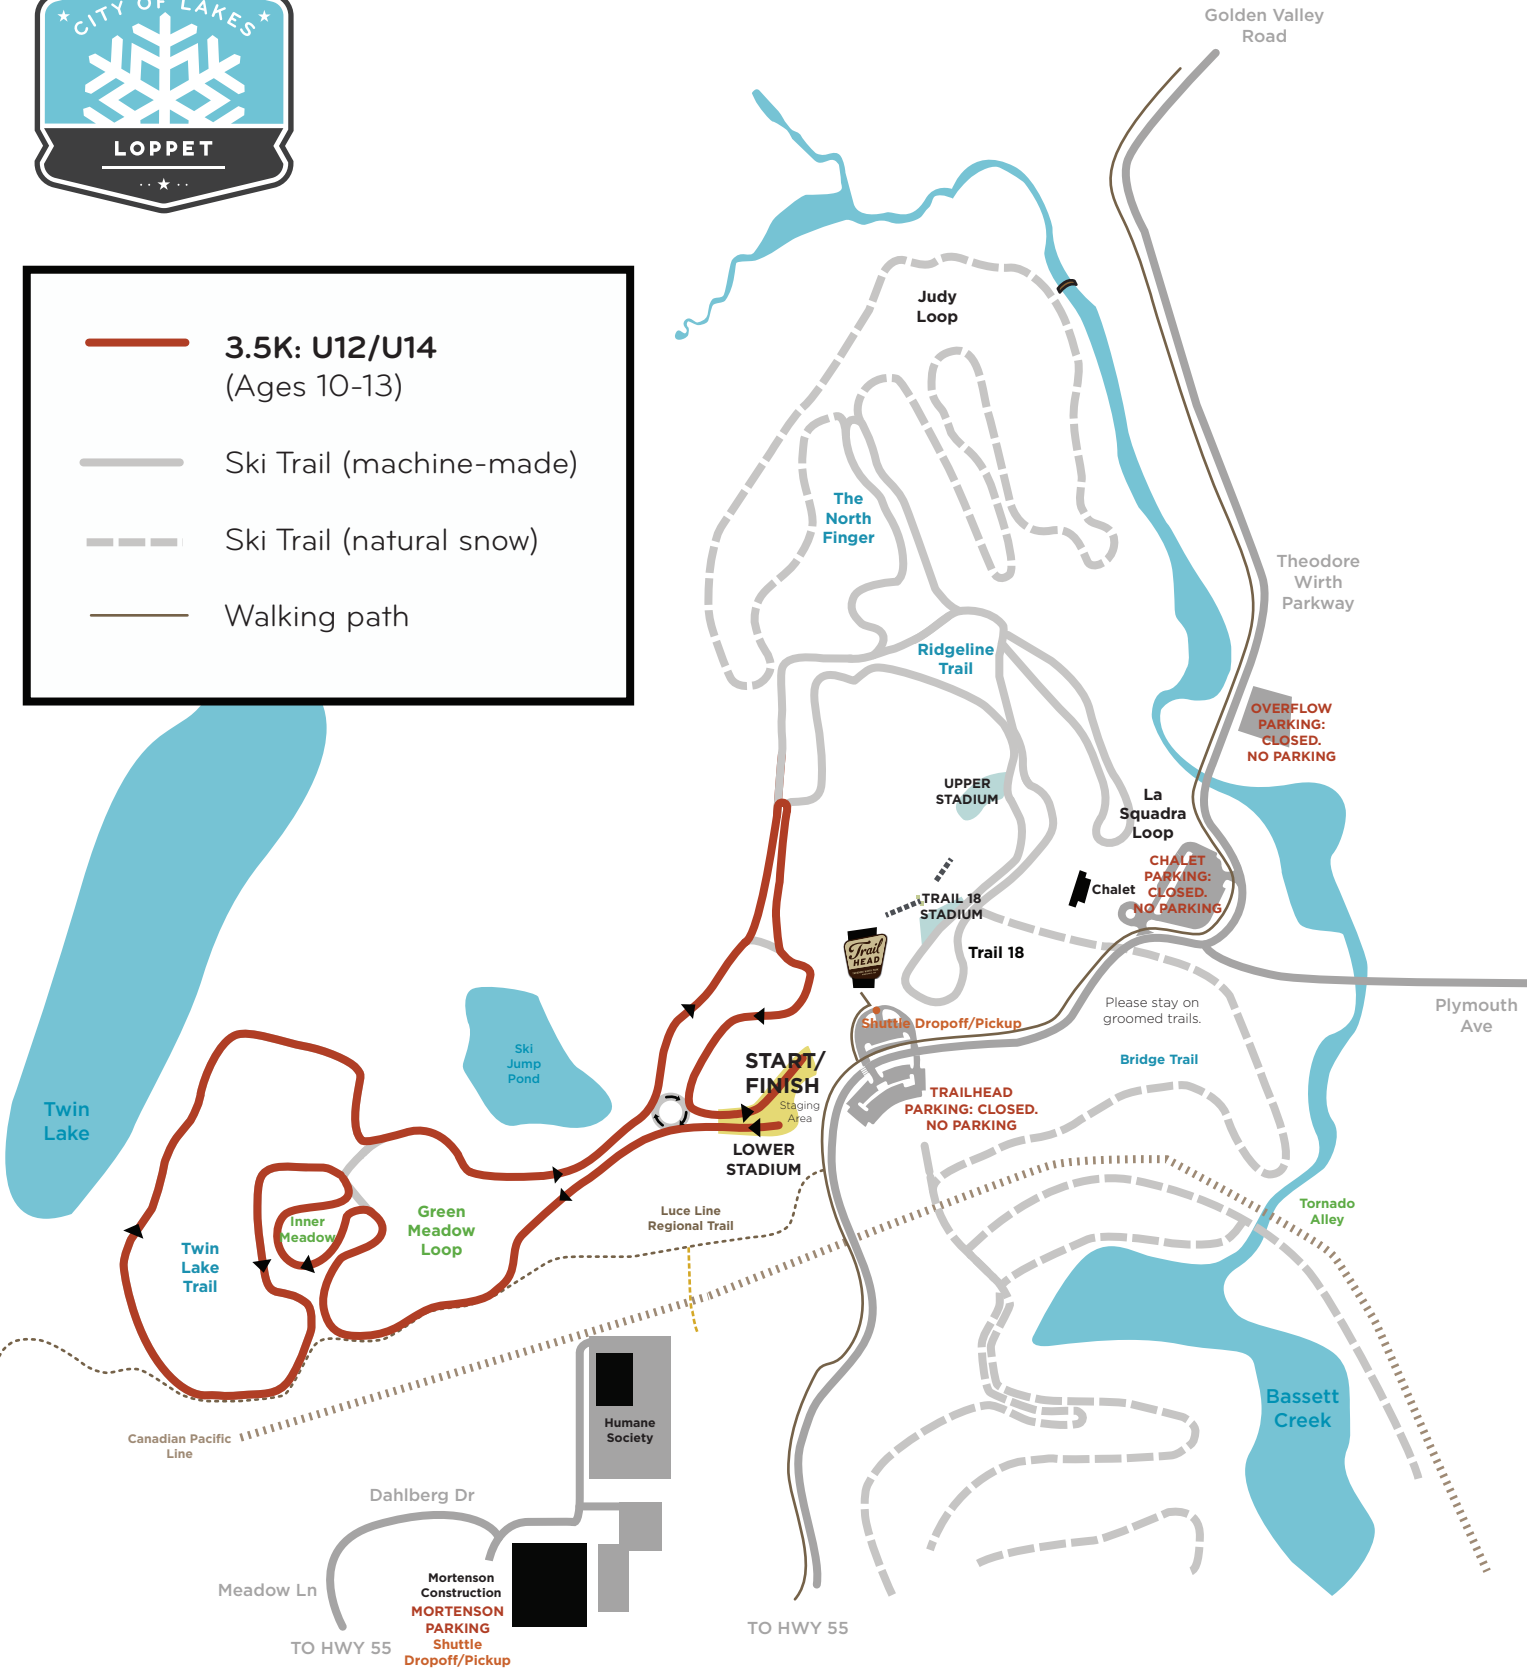 CITY OF LAKES
LOPPET
Golden Valley
Road
3.5K: U12/U14
(Ages 10-13)
Ski Trail (machine-made)
Ski Trail (natural snow)
Walking path
Judy
Loop
The
North
Finger
Theodore
Wirth
Parkway
Ridgeline
Trail
OVERFLOW
PARKING:
CLOSED.
NO PARKING
UPPER
STADIUM
La
Squadra
Loop
CHALET
PARKING:
CLOSED.
NO PARKING
Chalet
TRAIL 18
STADIUM
Trail
HEAD
Trail 18
Please stay on
groomed trails.
Plymouth
Ave
Shuttle Dropoff/Pickup
Bridge Trail
Ski
Jump
Pond
START/
FINISH
Staging
Area
Twin
Lake
TRAILHEAD
PARKING: CLOSED.
NO PARKING
LOWER
STADIUM
Luce Line
Regional Trail
Tornado
Alley
Inner
Meadow
Green
Meadow
Loop
Twin
Lake
Trail
Bassett
Creek
Canadian Pacific
Line
Humane
Society
Dahlberg Dr
Meadow Ln
Mortenson
Construction
MORTENSON
PARKING
Shuttle
Dropoff/Pickup
TO HWY 55
TO HWY 55